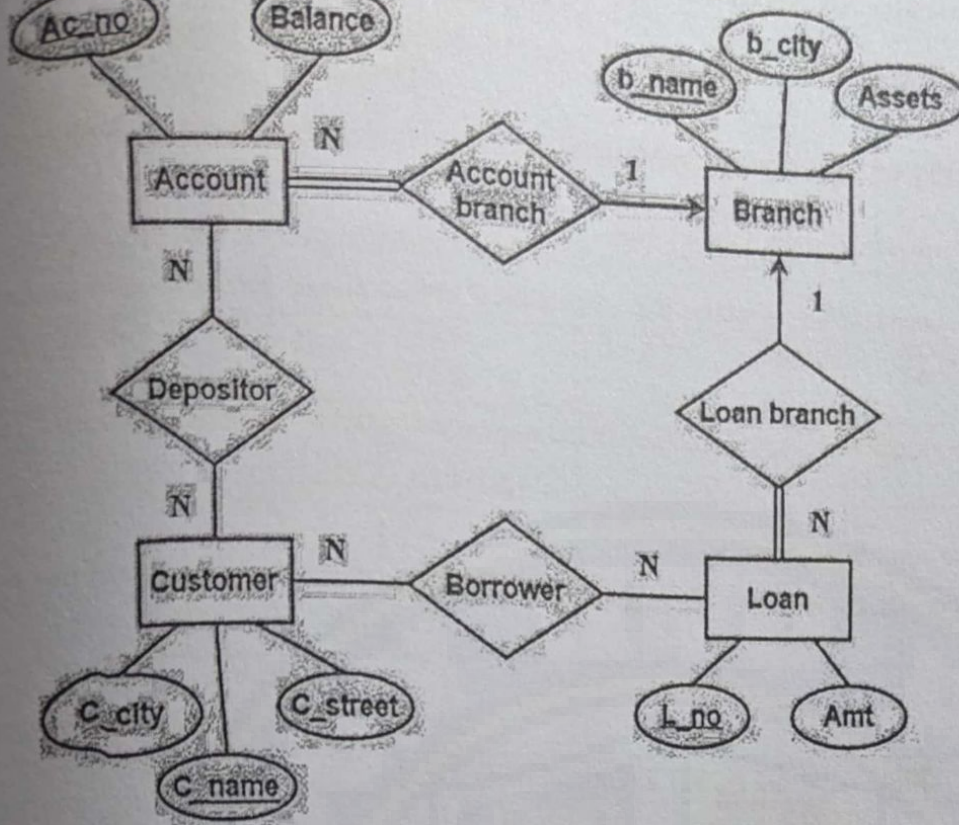 Ac_no
Balance
b_name
b_city
Assets
Account
N
Account
branch
1
Branch
N
1
Depositor
Loan branch
N
N
Customer
N
Borrower
N
Loan
C_city
C_street
L_no
Amt
C_name